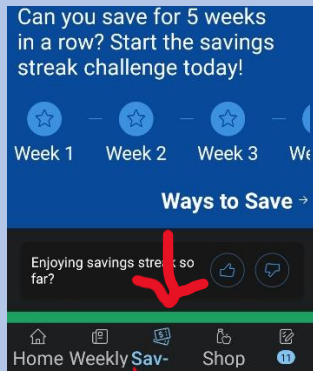 Can you save for 5 weeks
in a row? Start the savings
streak challenge today!
Week 1 Week 2 Week 3 We
Ways to Save →
Enjoying savings streak so
far?
Home Weekly Sav- Shop 11